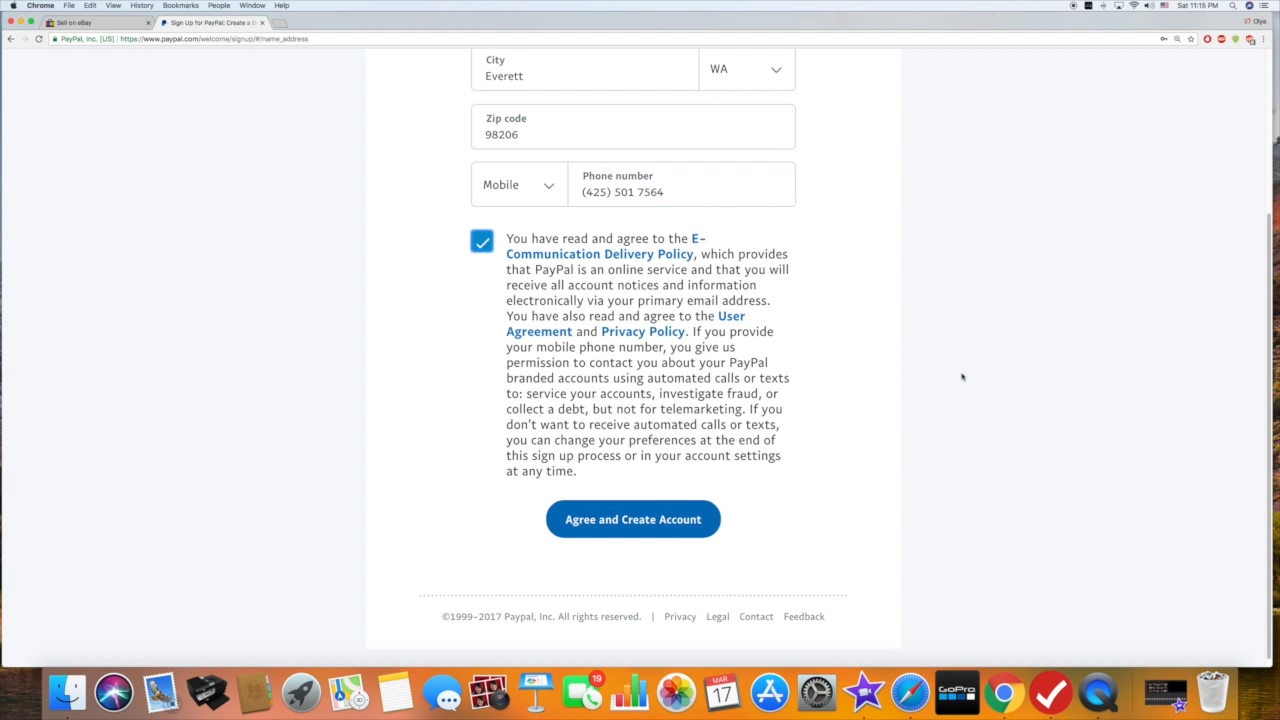 Chrome File Edit View History Bookmarks People Window Help
Sat 11:15 PM
Sell on eBay
Sign Up for PayPal: Create a B
Olya
PayPal, Inc. [US] https://www.paypal.com/welcome/signup/#/name_address
City
Everett
WA
Zip code
98206
Mobile
Phone number
(425) 501 7564
You have read and agree to the E-
Communication Delivery Policy, which provides
that PayPal is an online service and that you will
receive all account notices and information
electronically via your primary email address.
You have also read and agree to the User
Agreement and Privacy Policy. If you provide
your mobile phone number, you give us
permission to contact you about your PayPal
branded accounts using automated calls or texts
to: service your accounts, investigate fraud, or
collect a debt, but not for telemarketing. If you
don't want to receive automated calls or texts,
you can change your preferences at the end of
this sign up process or in your account settings
at any time.
Agree and Create Account
©1999-2017 Paypal, Inc. All rights reserved. | Privacy Legal Contact Feedback
19
MAR
17
GoPro